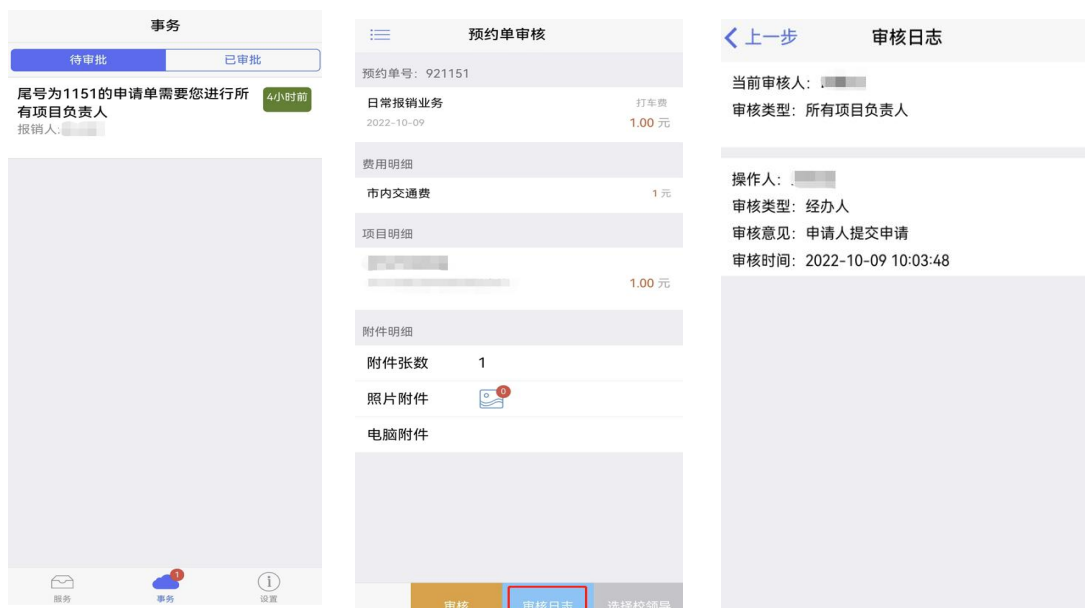 事务
待审批
已审批
尾号为1151的申请单需要您进行所
有项目负责人
4小时前
报销人:
服务
1
事务
设置
预约单审核
预约单号: 921151
日常报销业务
打车费
2022-10-09
1.00 元
费用明细
市内交通费
1 元
项目明细
1.00 元
附件明细
附件张数 1
照片附件
0
电脑附件
审核
审核日志
选择校领导
上一步
审核日志
当前审核人:
审核类型: 所有项目负责人
操作人:
审核类型: 经办人
审核意见: 申请人提交申请
审核时间: 2022-10-09 10:03:48